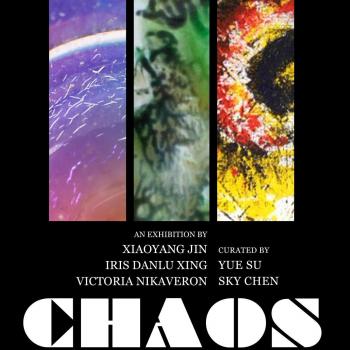 AN EXHIBITION BY
XIAOYANG JIN
IRIS DANLU XING
VICTORIA NIKAVERON
CURATED BY
YUE SU
SKY CHEN
CHAOS